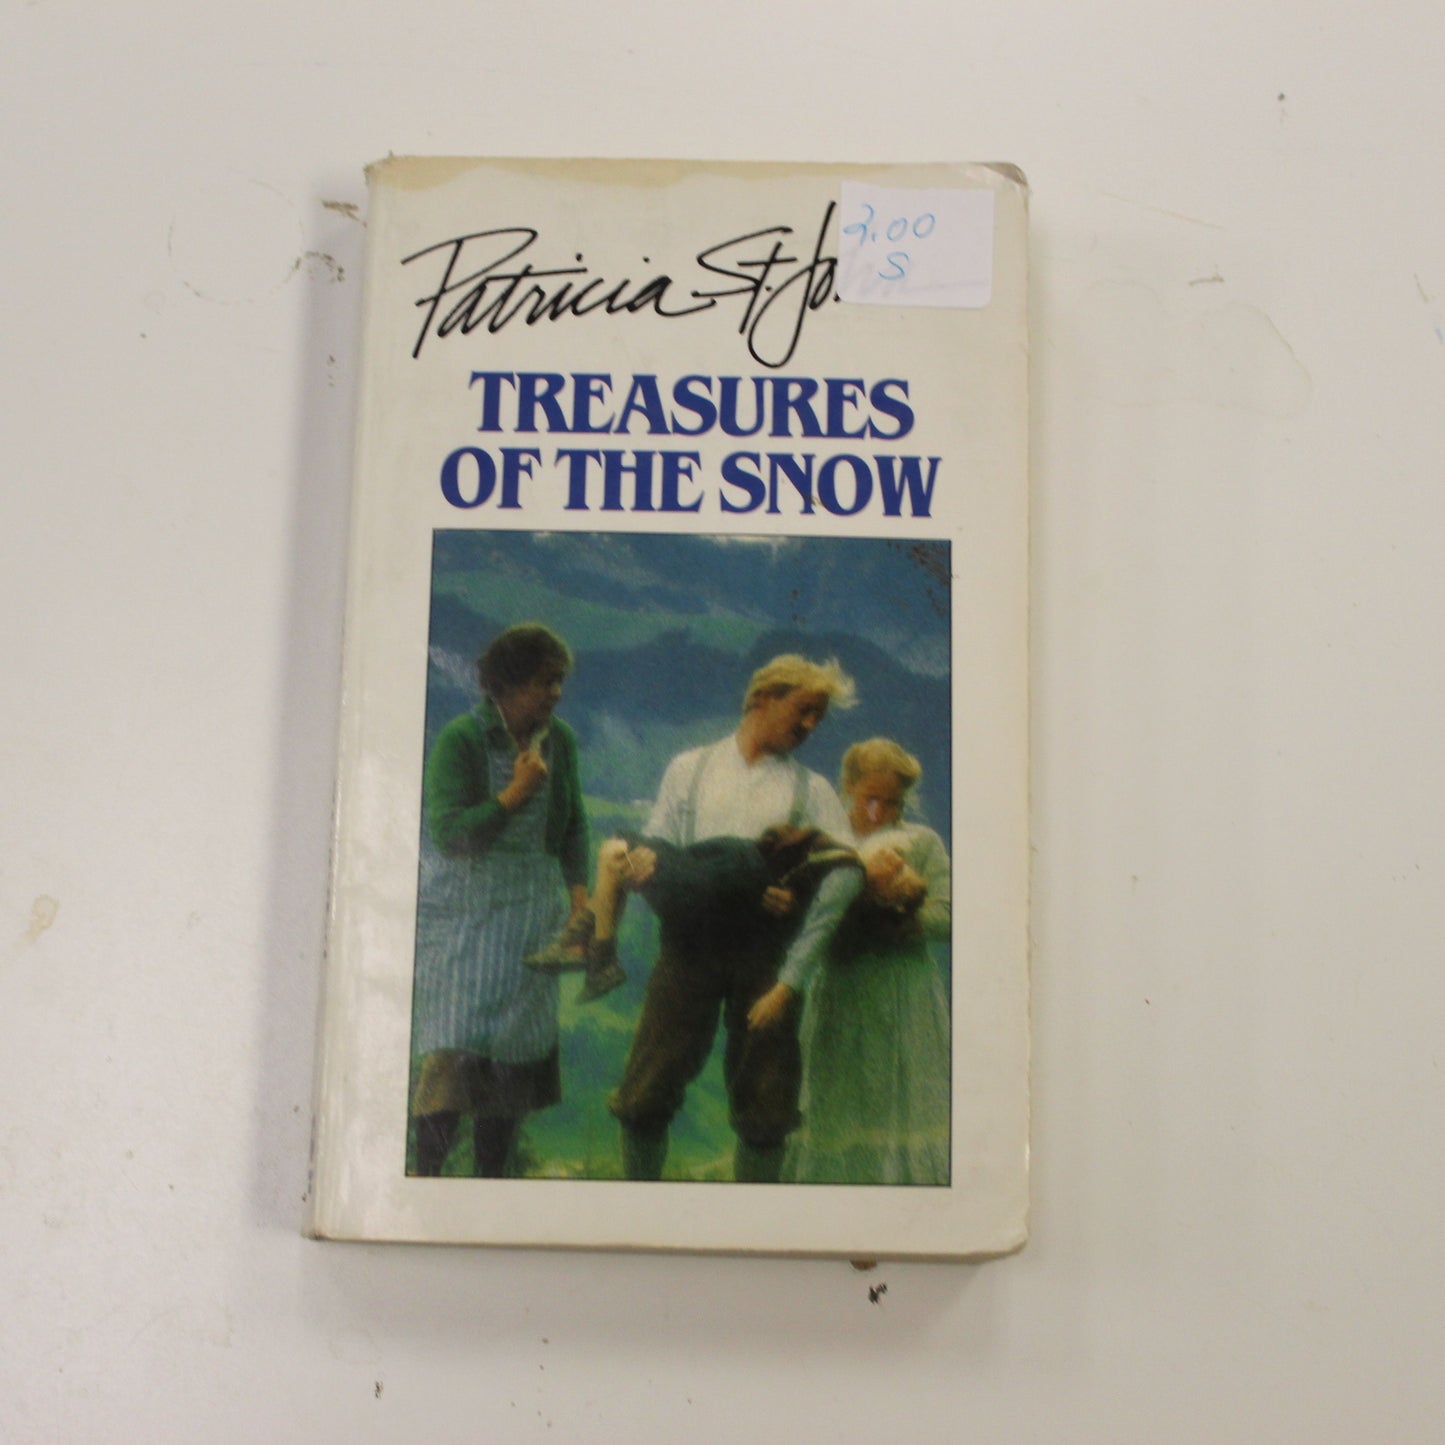 Patricia St. Jo
2.00
S
TREASURES
OF THE SNOW